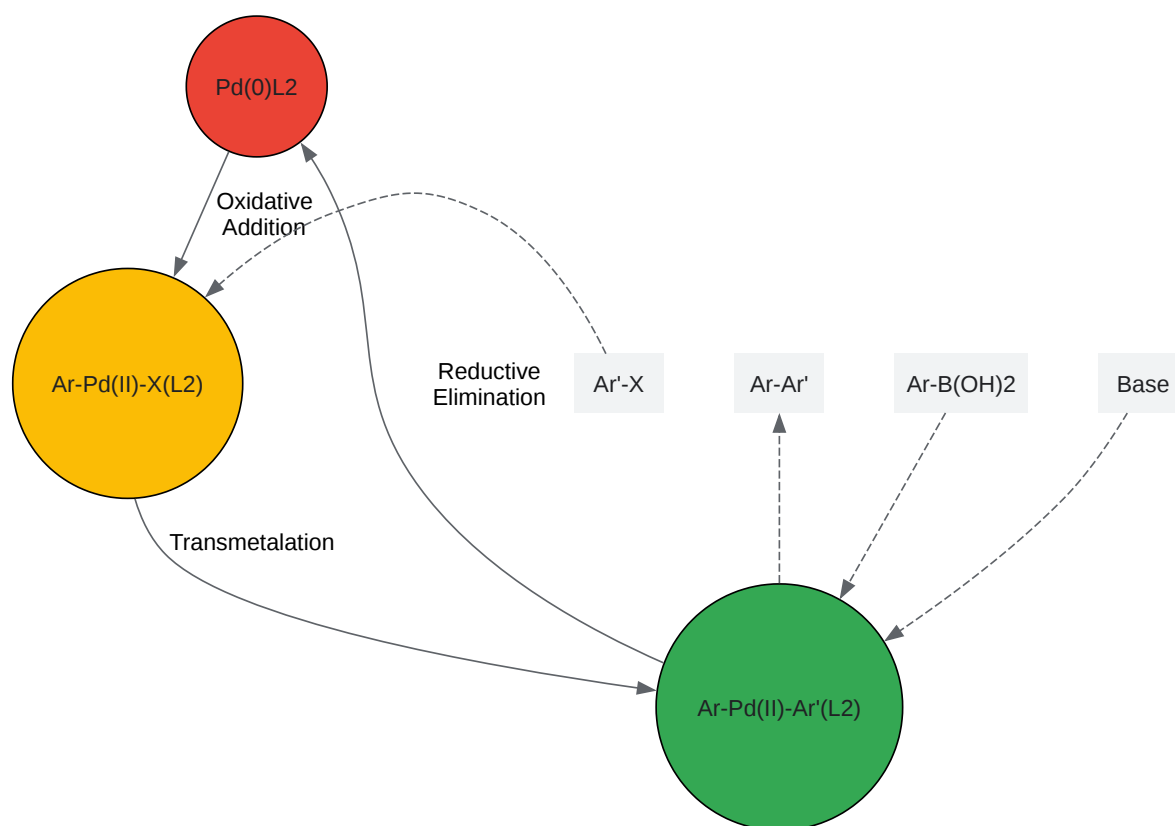 Pd(0)L2
Oxidative
Addition
Ar-Pd(II)-X(L2)
Reductive
Elimination
Ar'-X
Ar-Ar'
Ar-B(OH)2
Base
Transmetalation
Ar-Pd(II)-Ar'(L2)